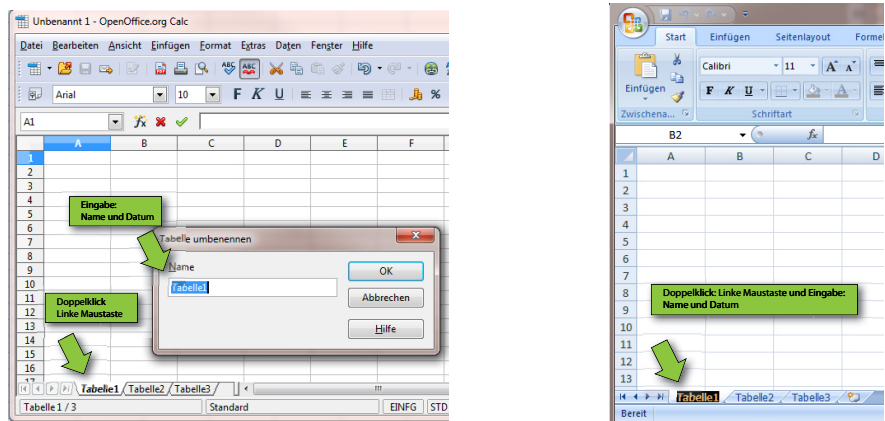 Unbenannt 1 - OpenOffice.org Calc
Datei Bearbeiten Ansicht Einfügen Format Extras Daten Fenster Hilfe
ABC ABC
Arial 10 F K U %
A1 fx
A B C D E F
1
2
3
4
5
6
7
8
9
10
11
12
13
14
15
16
17
Eingabe:
Name und Datum
Tabelle umbenennen
Name
Tabelle1
OK
Abbrechen
Hilfe
Doppelklick
Linke Maustaste
Tabelle1 Tabelle2 Tabelle3
Tabelle 1 / 3 Standard EINFG STD
Start Einfügen Seitenlayout Formel
Calibri 11 A A
Einfügen F K U A
Zwischena... Schriftart
B2 fx
A B C D
1
2
3
4
5
6
7
8
9
10
11
12
13
Doppelklick: Linke Maustaste und Eingabe:
Name und Datum
Tabelle1 Tabelle2 Tabelle3
Bereit